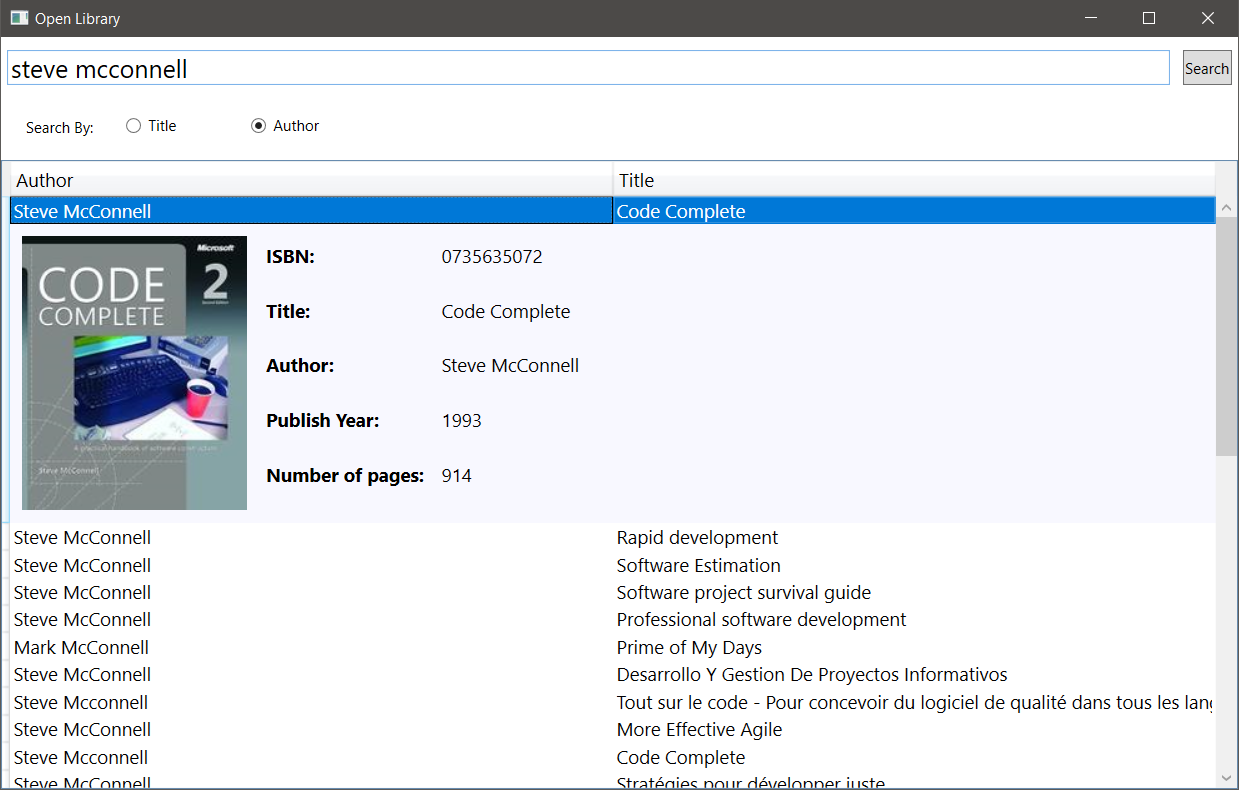 Open Library
steve mcconnell
Search
Search By: Title Author
Author Title
Steve McConnell Code Complete
Microsoft
CODE
COMPLETE
2
Second Edition
A practical handbook of software construction
Steve McConnell
ISBN: 0735635072
Title: Code Complete
Author: Steve McConnell
Publish Year: 1993
Number of pages: 914
Steve McConnell Rapid development
Steve McConnell Software Estimation
Steve McConnell Software project survival guide
Steve McConnell Professional software development
Mark McConnell Prime of My Days
Steve McConnell Desarrollo Y Gestion De Proyectos Informativos
Steve Mcconnell Tout sur le code - Pour concevoir du logiciel de qualité dans tous les lang
Steve McConnell More Effective Agile
Steve Mcconnell Code Complete
Steve McConnell Stratégies pour développer juste